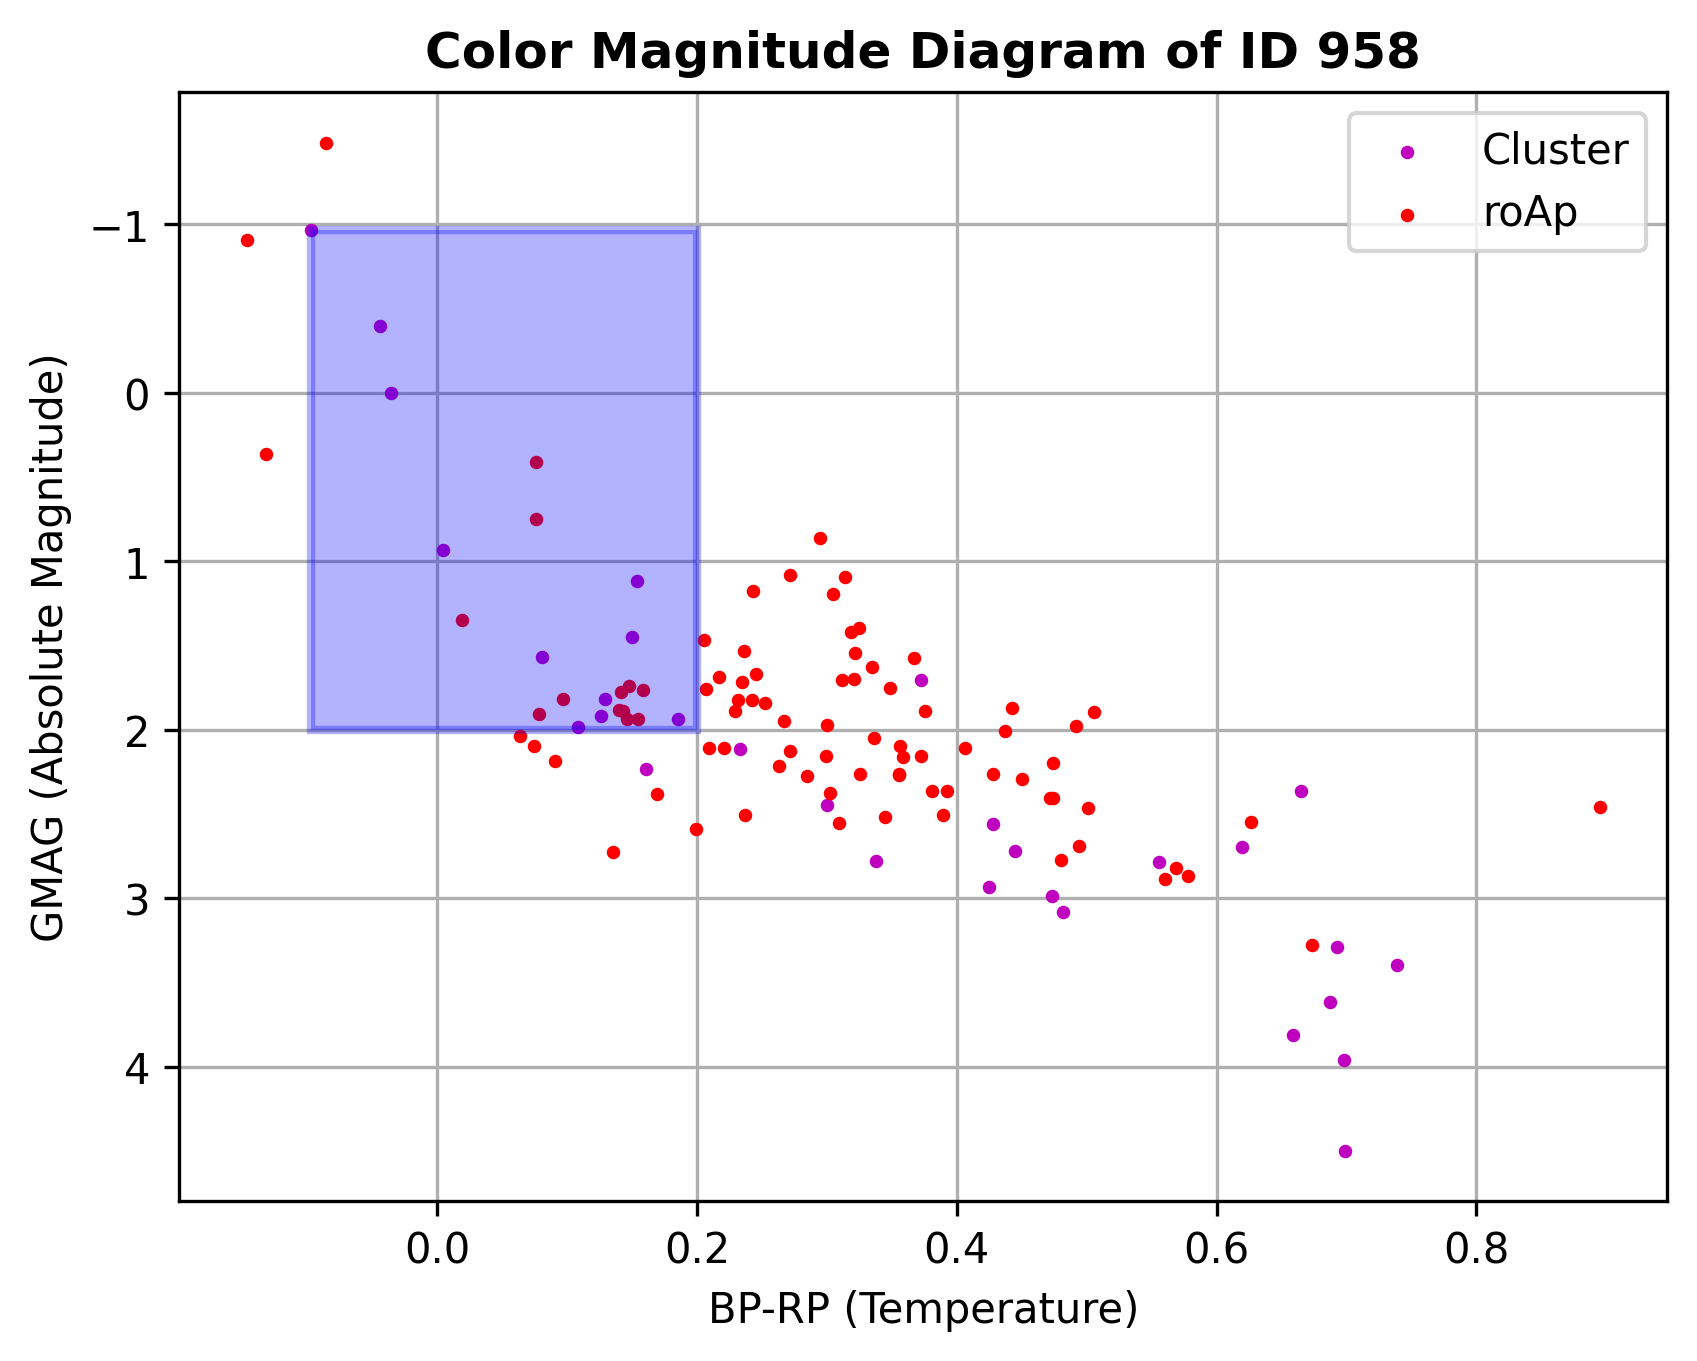 Color Magnitude Diagram of ID 958
Cluster
roAp
GMAG (Absolute Magnitude)
−1
0
1
2
3
4
0.0 0.2 0.4 0.6 0.8
BP-RP (Temperature)